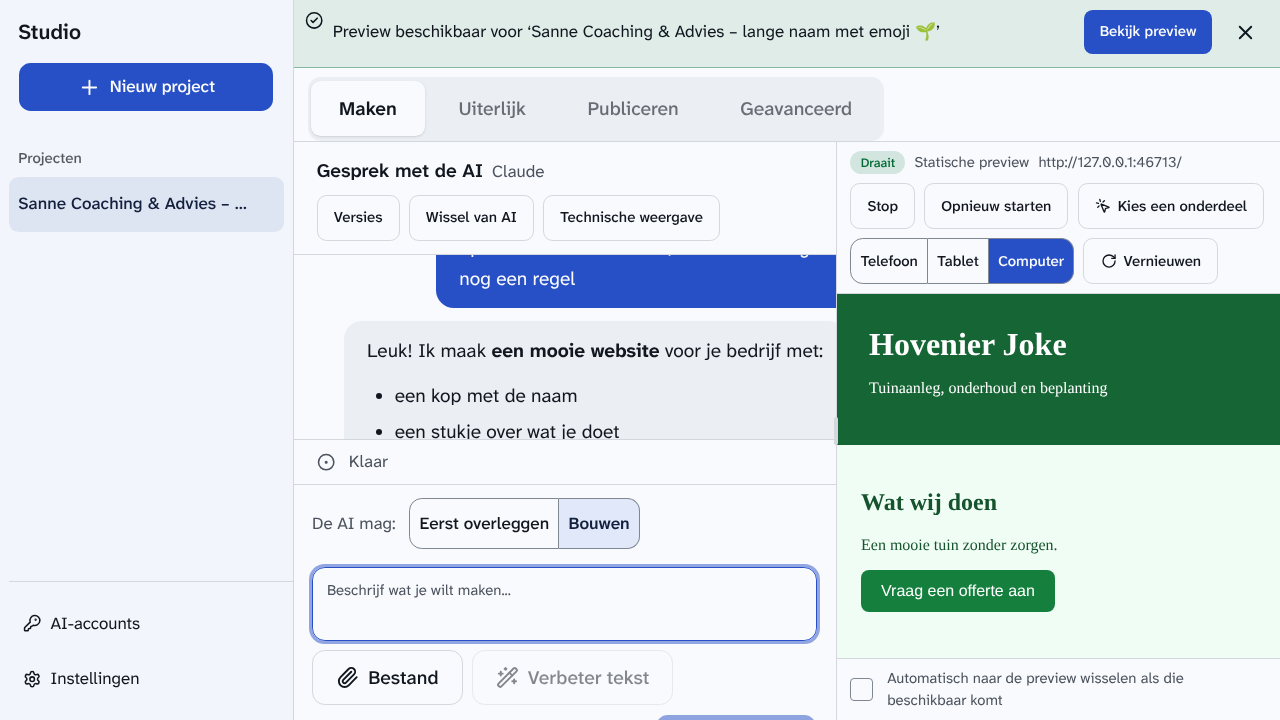 Studio
Nieuw project
Projecten
Sanne Coaching & Advies – ...
AI-accounts
Instellingen
Preview beschikbaar voor ‘Sanne Coaching & Advies – lange naam met emoji 🌱’
Bekijk preview
Maken
Uiterlijk
Publiceren
Geavanceerd
Gesprek met de AI Claude
Versies
Wissel van AI
Technische weergave
nog een regel
Leuk! Ik maak een mooie website voor je bedrijf met:
• een kop met de naam
• een stukje over wat je doet
Klaar
De AI mag:
Eerst overleggen
Bouwen
Beschrijf wat je wilt maken...
Bestand
Verbeter tekst
Draait
Statische preview
http://127.0.0.1:46713/
Stop
Opnieuw starten
Kies een onderdeel
Telefoon
Tablet
Computer
Vernieuwen
Hovenier Joke
Tuinaanleg, onderhoud en beplanting
Wat wij doen
Een mooie tuin zonder zorgen.
Vraag een offerte aan
Automatisch naar de preview wisselen als die
beschikbaar komt